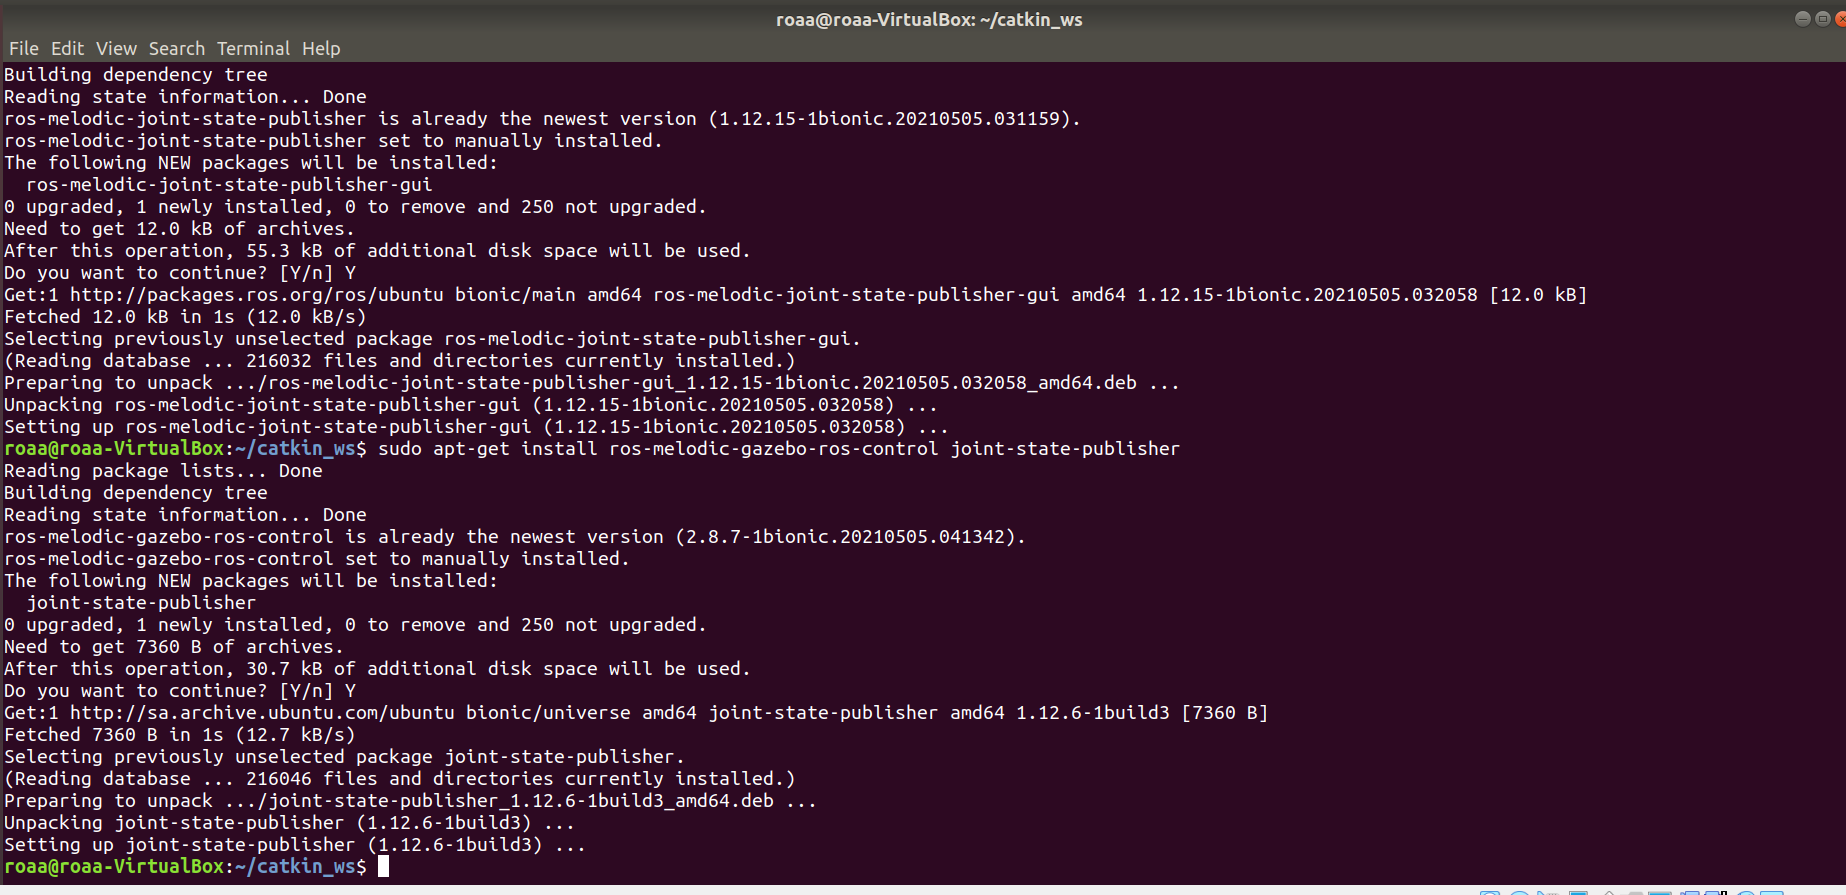 roaa@roaa-VirtualBox: ~/catkin_ws
File Edit View Search Terminal Help
Building dependency tree
Reading state information... Done
ros-melodic-joint-state-publisher is already the newest version (1.12.15-1bionic.20210505.031159).
ros-melodic-joint-state-publisher set to manually installed.
The following NEW packages will be installed:
  ros-melodic-joint-state-publisher-gui
0 upgraded, 1 newly installed, 0 to remove and 250 not upgraded.
Need to get 12.0 kB of archives.
After this operation, 55.3 kB of additional disk space will be used.
Do you want to continue? [Y/n] Y
Get:1 http://packages.ros.org/ros/ubuntu bionic/main amd64 ros-melodic-joint-state-publisher-gui amd64 1.12.15-1bionic.20210505.032058 [12.0 kB]
Fetched 12.0 kB in 1s (12.0 kB/s)
Selecting previously unselected package ros-melodic-joint-state-publisher-gui.
(Reading database ... 216032 files and directories currently installed.)
Preparing to unpack .../ros-melodic-joint-state-publisher-gui_1.12.15-1bionic.20210505.032058_amd64.deb ...
Unpacking ros-melodic-joint-state-publisher-gui (1.12.15-1bionic.20210505.032058) ...
Setting up ros-melodic-joint-state-publisher-gui (1.12.15-1bionic.20210505.032058) ...
roaa@roaa-VirtualBox:~/catkin_ws$ sudo apt-get install ros-melodic-gazebo-ros-control joint-state-publisher
Reading package lists... Done
Building dependency tree
Reading state information... Done
ros-melodic-gazebo-ros-control is already the newest version (2.8.7-1bionic.20210505.041342).
ros-melodic-gazebo-ros-control set to manually installed.
The following NEW packages will be installed:
  joint-state-publisher
0 upgraded, 1 newly installed, 0 to remove and 250 not upgraded.
Need to get 7360 B of archives.
After this operation, 30.7 kB of additional disk space will be used.
Do you want to continue? [Y/n] Y
Get:1 http://sa.archive.ubuntu.com/ubuntu bionic/universe amd64 joint-state-publisher amd64 1.12.6-1build3 [7360 B]
Fetched 7360 B in 1s (12.7 kB/s)
Selecting previously unselected package joint-state-publisher.
(Reading database ... 216046 files and directories currently installed.)
Preparing to unpack .../joint-state-publisher_1.12.6-1build3_amd64.deb ...
Unpacking joint-state-publisher (1.12.6-1build3) ...
Setting up joint-state-publisher (1.12.6-1build3) ...
roaa@roaa-VirtualBox:~/catkin_ws$